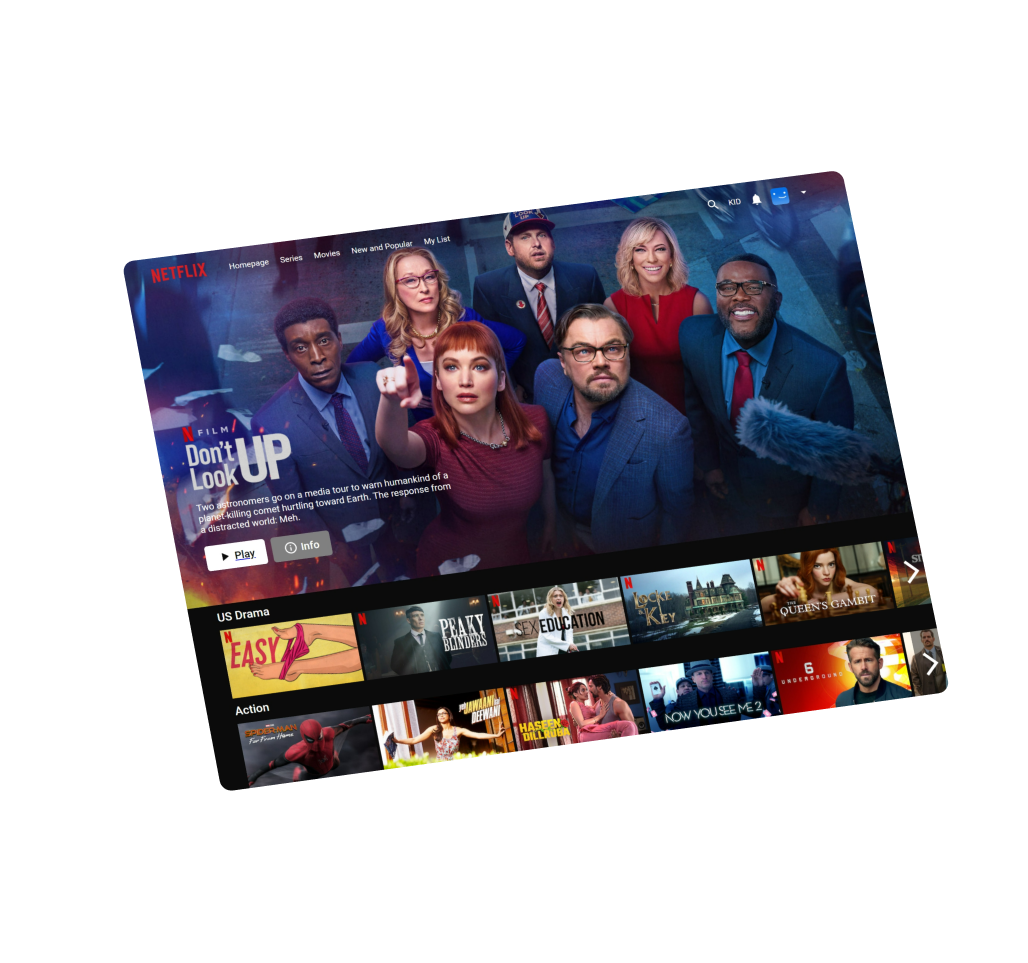 NETFLIX
Homepage
Series
Movies
New and Popular
My List
KID
LOOK
UP
N FILM
Don't
Look UP
Two astronomers go on a media tour to warn humankind of a
planet-killing comet hurtling toward Earth. The response from
a distracted world: Meh.
Play
Info
US Drama
N
EASY
N
PEAKY
BLINDERS
N
SEX EDUCATION
N
LOCKE
& KEY
N
THE
QUEEN'S GAMBIT
N
Action
SPIDER-MAN
Far From Home
YEH JAWAANI HAI
DEEWANI
N
HASEEN
DILLRUBA
NOW YOU SEE ME 2
N
6
UNDERGROUND